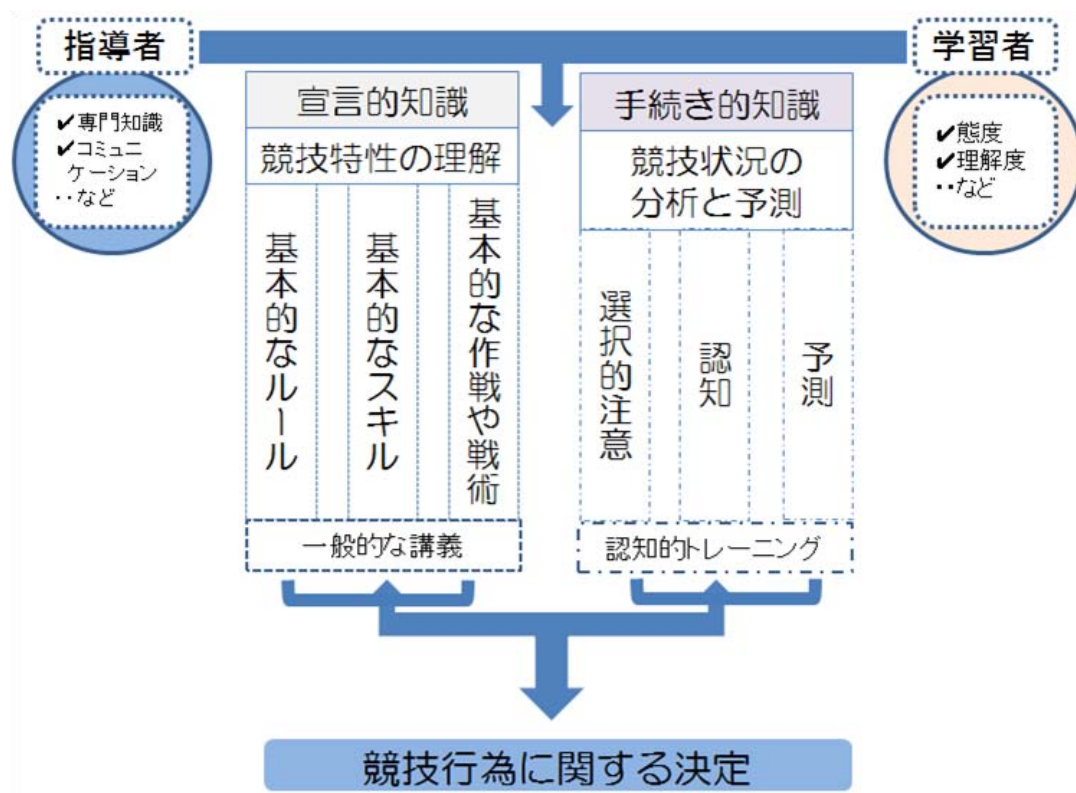 指導者
✔専門知識
✔コミュニ
ケーション
‥など
学習者
✔態度
✔理解度
‥など
宣言的知識
競技特性の理解
基本的なルール
基本的なスキル
基本的な作戦や戦術
一般的な講義
手続き的知識
競技状況の
分析と予測
選択的注意
認知
予測
認知的トレーニング
競技行為に関する決定